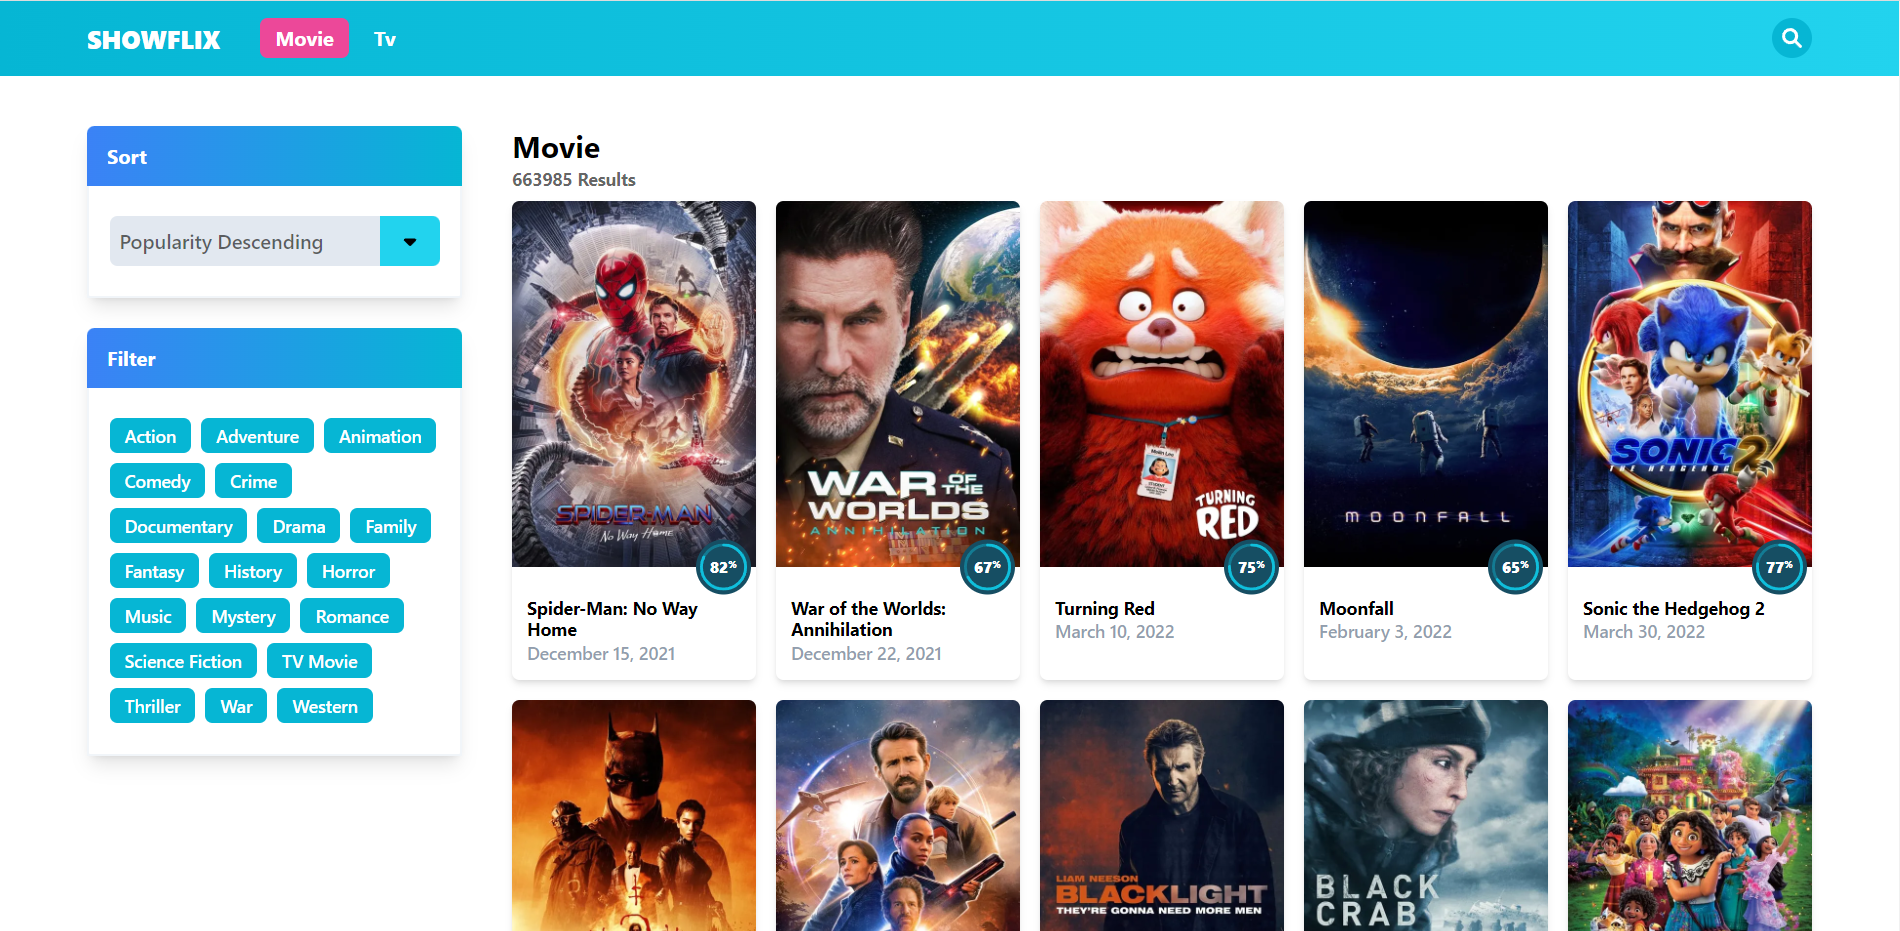 SHOWFLIX Movie Tv
Sort
Popularity Descending
Filter
Action Adventure Animation
Comedy Crime
Documentary Drama Family
Fantasy History Horror
Music Mystery Romance
Science Fiction TV Movie
Thriller War Western
Movie
663985 Results
SPIDER-MAN
No Way Home
82%
Spider-Man: No Way
Home
December 15, 2021
WAR OF THE
WORLDS
ANNIHILATION
67%
War of the Worlds:
Annihilation
December 22, 2021
Meilin Lee
STUDENT
TURNING
RED
75%
Turning Red
March 10, 2022
MOONFALL
65%
Moonfall
February 3, 2022
SONIC 2
THE HEDGEHOG
77%
Sonic the Hedgehog 2
March 30, 2022
LIAM NEESON
BLACKLIGHT
THEY'RE GONNA NEED MORE MEN
BLACK
CRAB